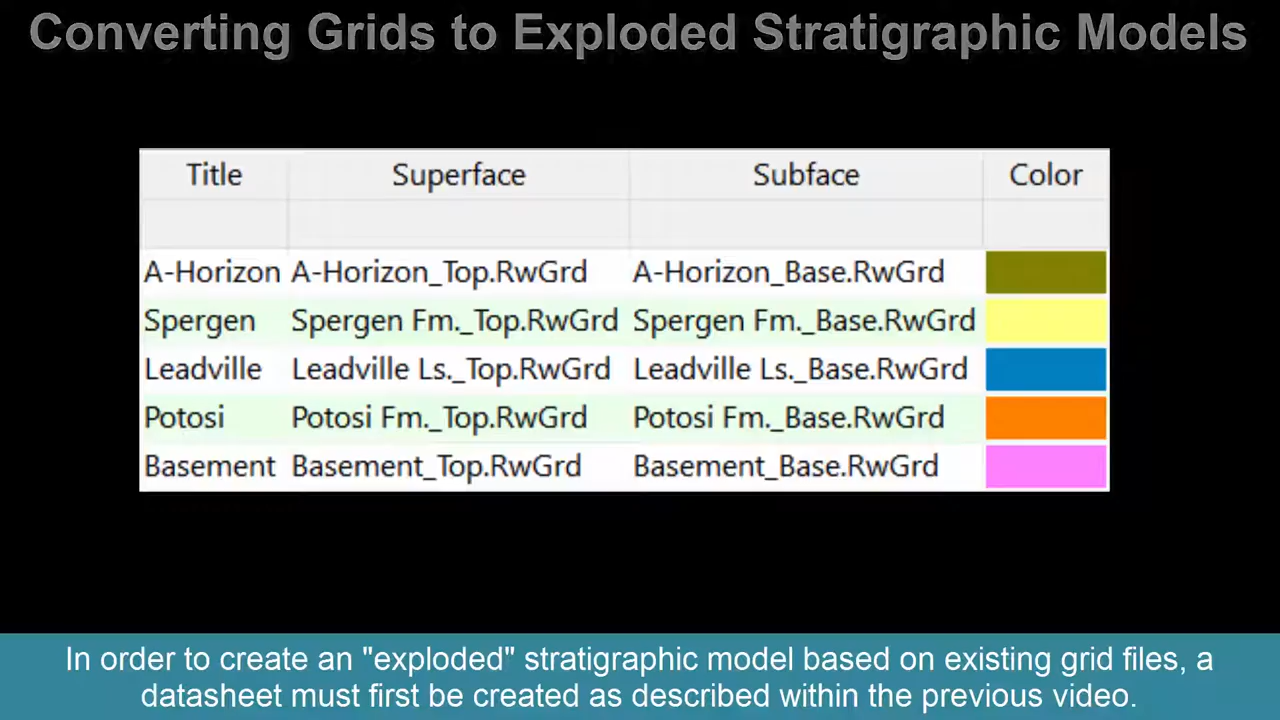 Converting Grids to Exploded Stratigraphic Models
Title Superface Subface Color
A-Horizon A-Horizon_Top.RwGrd A-Horizon_Base.RwGrd
Spergen Spergen Fm._Top.RwGrd Spergen Fm._Base.RwGrd
Leadville Leadville Ls._Top.RwGrd Leadville Ls._Base.RwGrd
Potosi Potosi Fm._Top.RwGrd Potosi Fm._Base.RwGrd
Basement Basement_Top.RwGrd Basement_Base.RwGrd
In order to create an "exploded" stratigraphic model based on existing grid files, a
datasheet must first be created as described within the previous video.